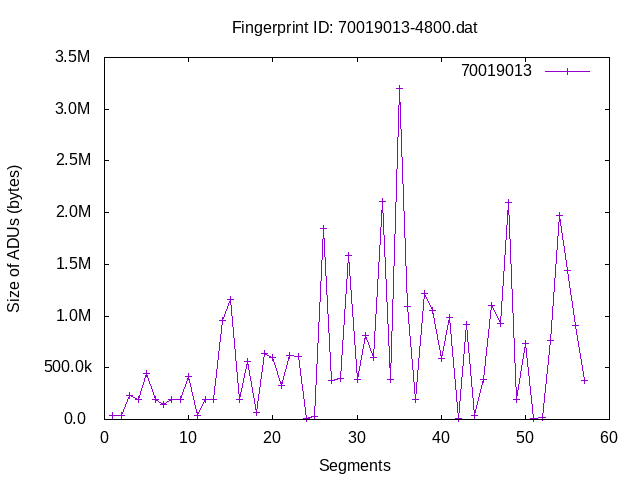 Fingerprint ID: 70019013-4800.dat
3.5M
70019013
3.0M
2.5M
2.0M
1.5M
1.0M
500.0k
0.0
Size of ADUs (bytes)
0 10 20 30 40 50 60
Segments